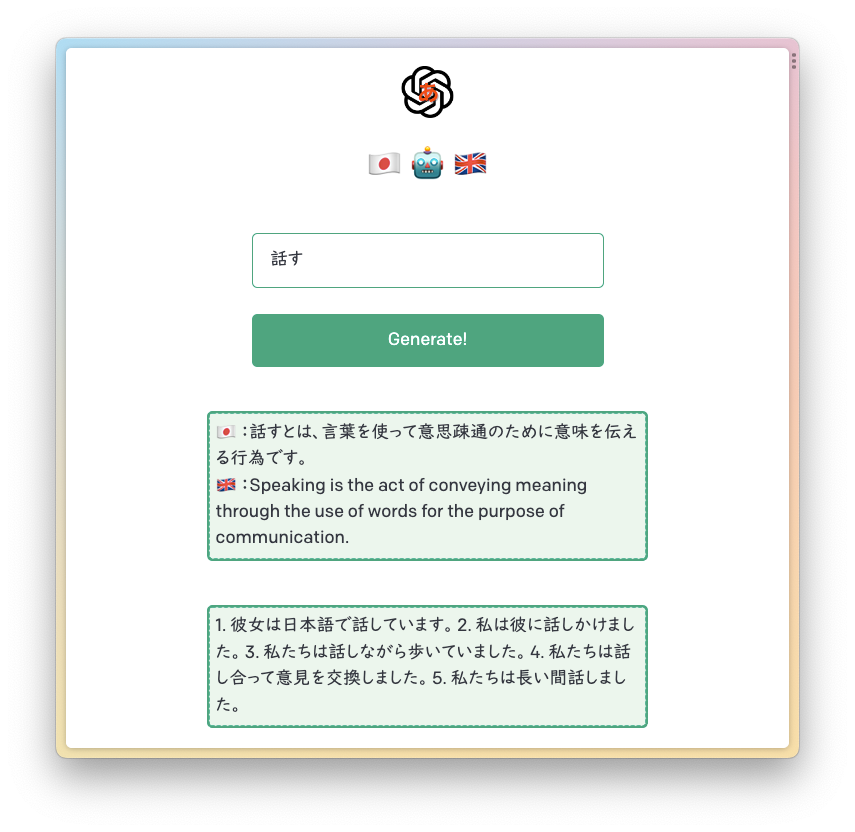 あ
話す
Generate!
🇯🇵：話すとは、言葉を使って意思疎通のために意味を伝え
る行為です。
🇬🇧：Speaking is the act of conveying meaning
through the use of words for the purpose of
communication.
1. 彼女は日本語で話しています。2. 私は彼に話しかけまし
た。3. 私たちは話しながら歩いていました。4. 私たちは話
し合って意見を交換しました。5. 私たちは長い間話しまし
た。